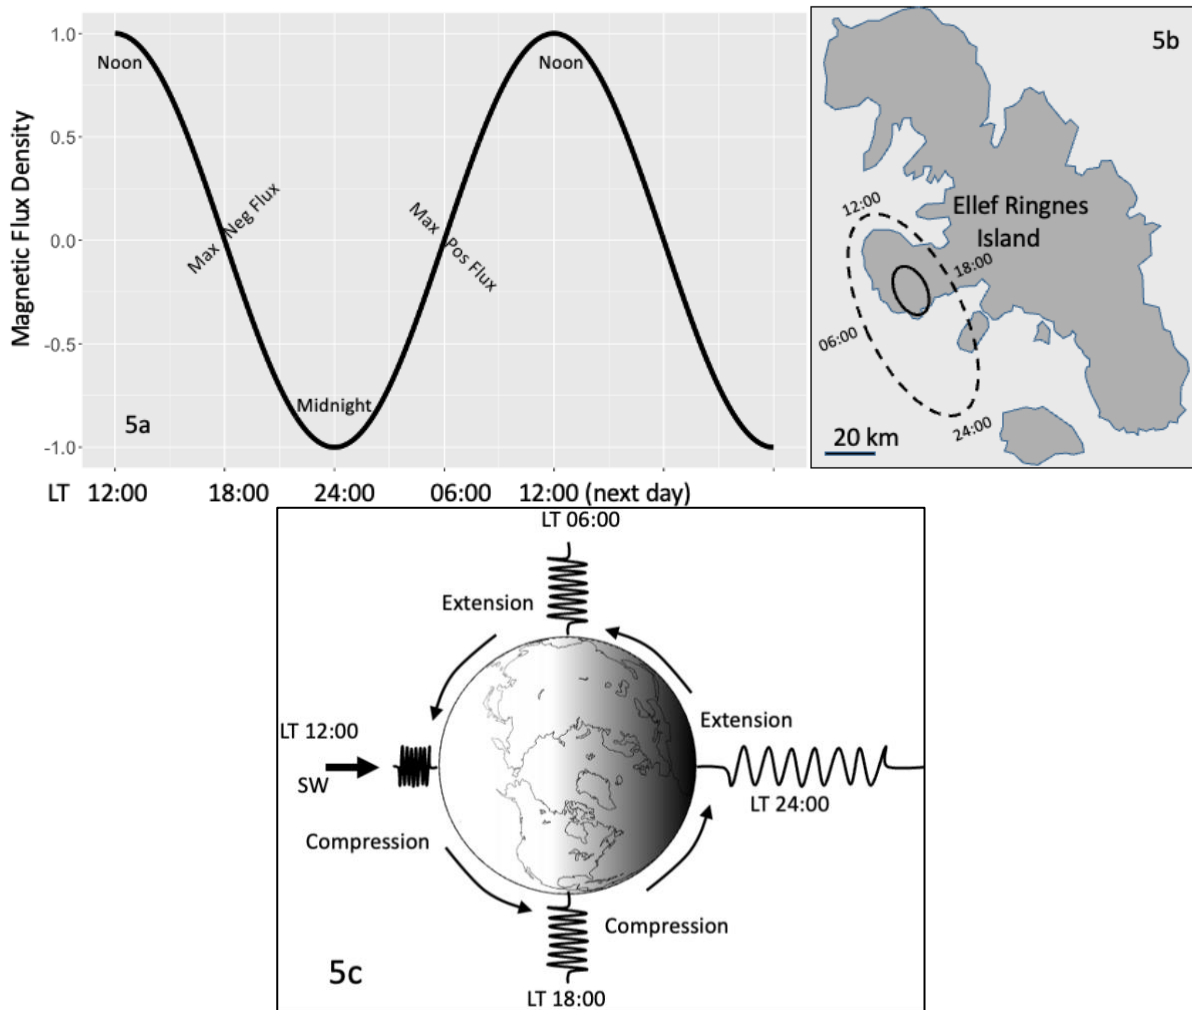 5a
Magnetic Flux Density
1.0
0.5
0.0
-0.5
-1.0
Noon
Noon
Max Neg Flux
Max Pos Flux
Midnight
LT 12:00 18:00 24:00 06:00 12:00 (next day)
5b
Ellef Ringnes
Island
12:00
18:00
06:00
24:00
20 km
LT 06:00
Extension
LT 12:00
SW
Extension
LT 24:00
Compression
Compression
5c
LT 18:00